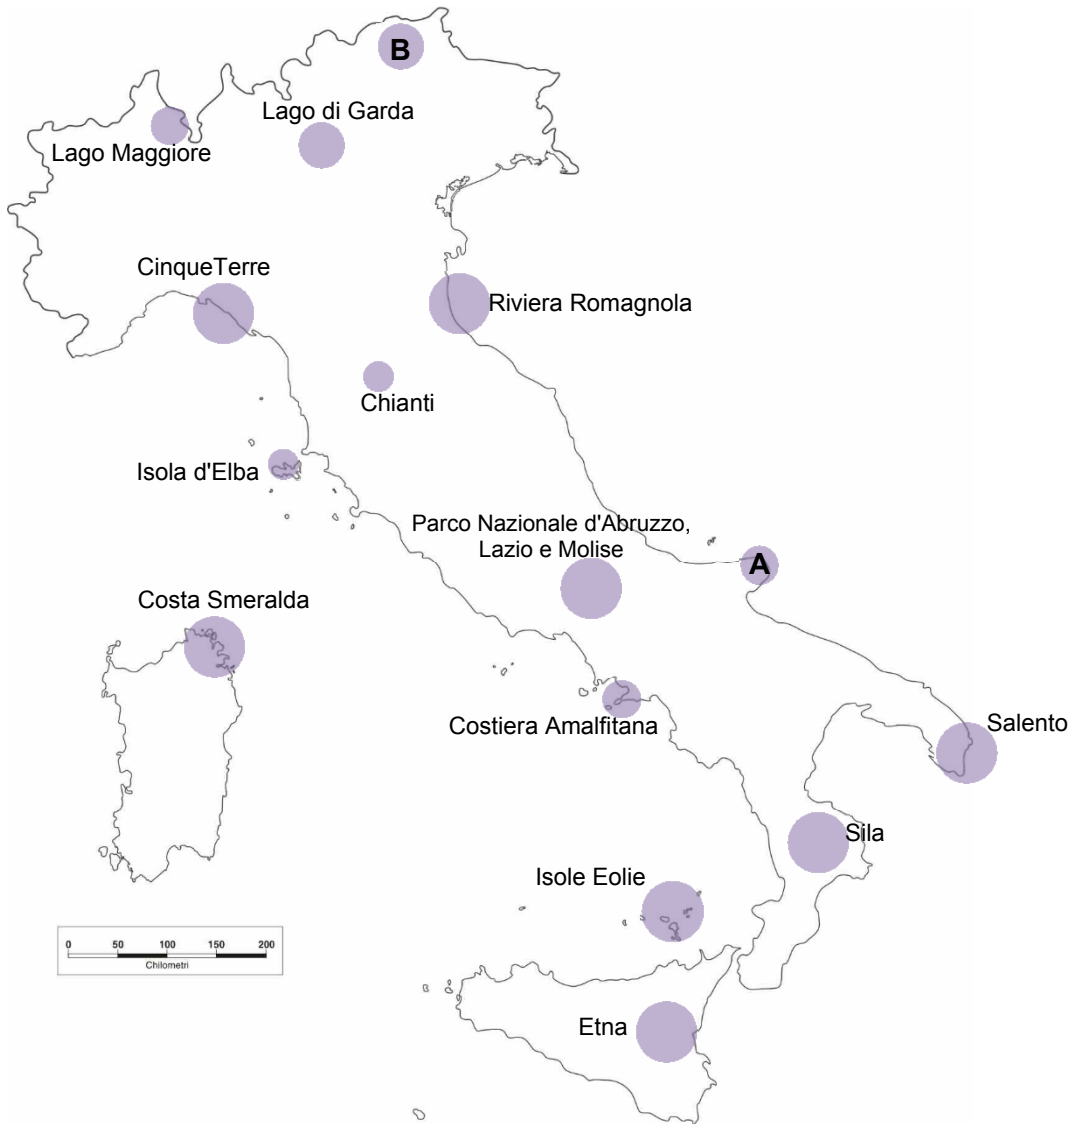 B
Lago di Garda
Lago Maggiore
CinqueTerre
Riviera Romagnola
Chianti
Isola d'Elba
Parco Nazionale d'Abruzzo,
Lazio e Molise
A
Costa Smeralda
Costiera Amalfitana
Salento
Sila
Isole Eolie
0 50 100 150 200
Chilometri
Etna